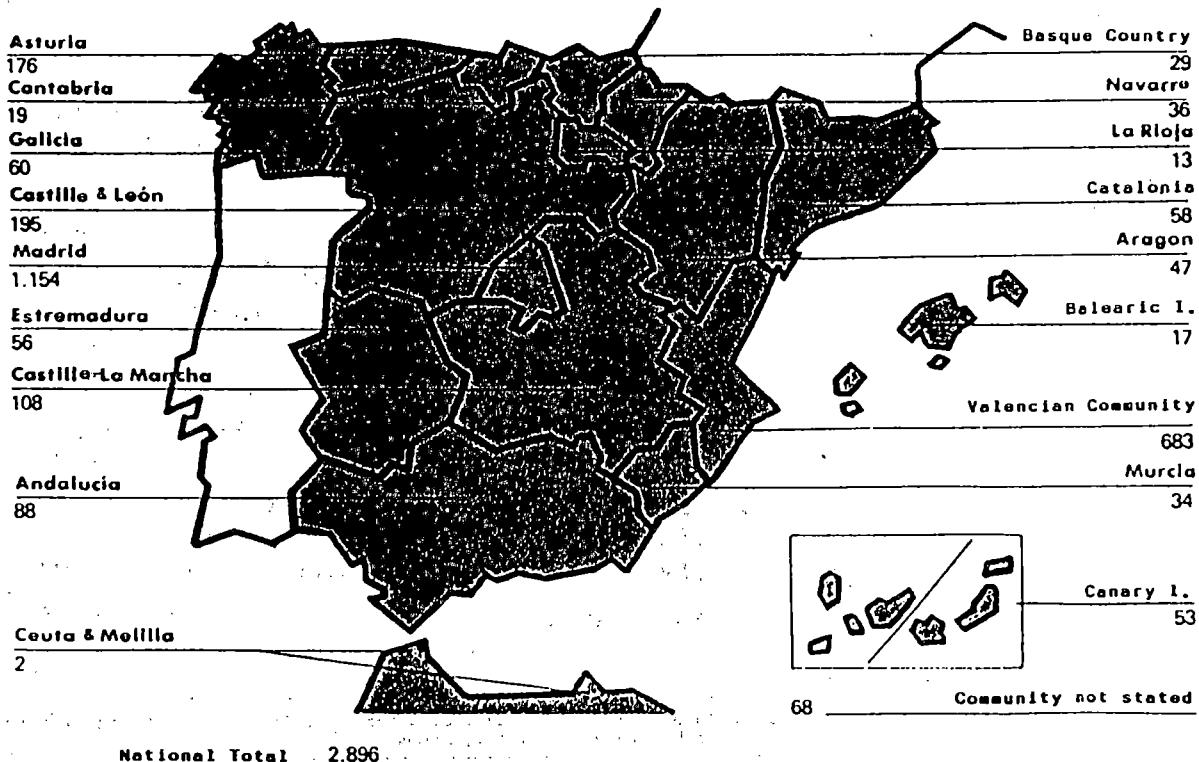 Asturia
176
Cantabria
19
Galicia
60
Castille & León
195
Madrid
1.154
Estremadura
56
Castille-La Mancha
108
Andalucia
88
Ceuta & Melilla
2
Basque Country
29
Navarra
36
La Rioja
13
Catalonia
58
Aragon
47
Balearic I.
17
Valencian Community
683
Murcia
34
Canary I.
53
68 Community not stated
National Total 2.896